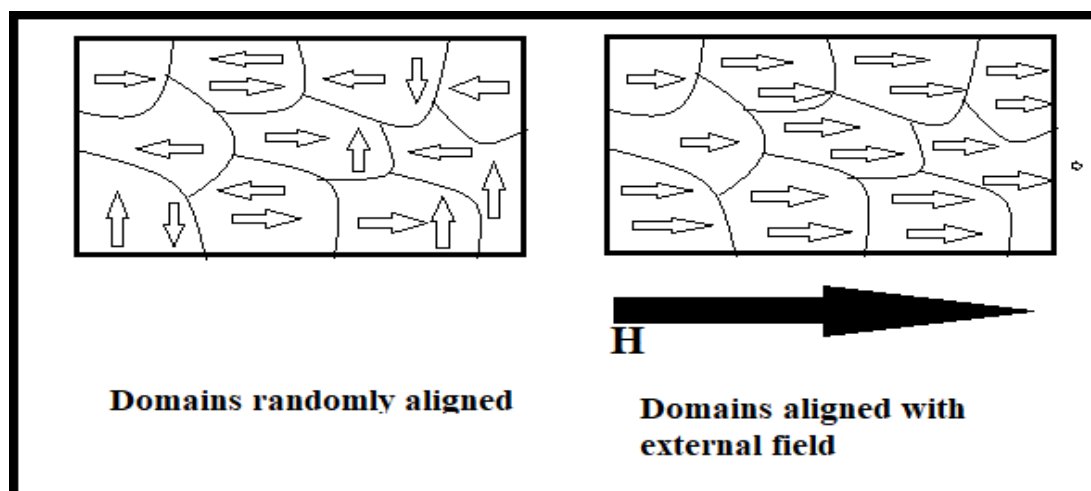 H
Domains randomly aligned
Domains aligned with
external field